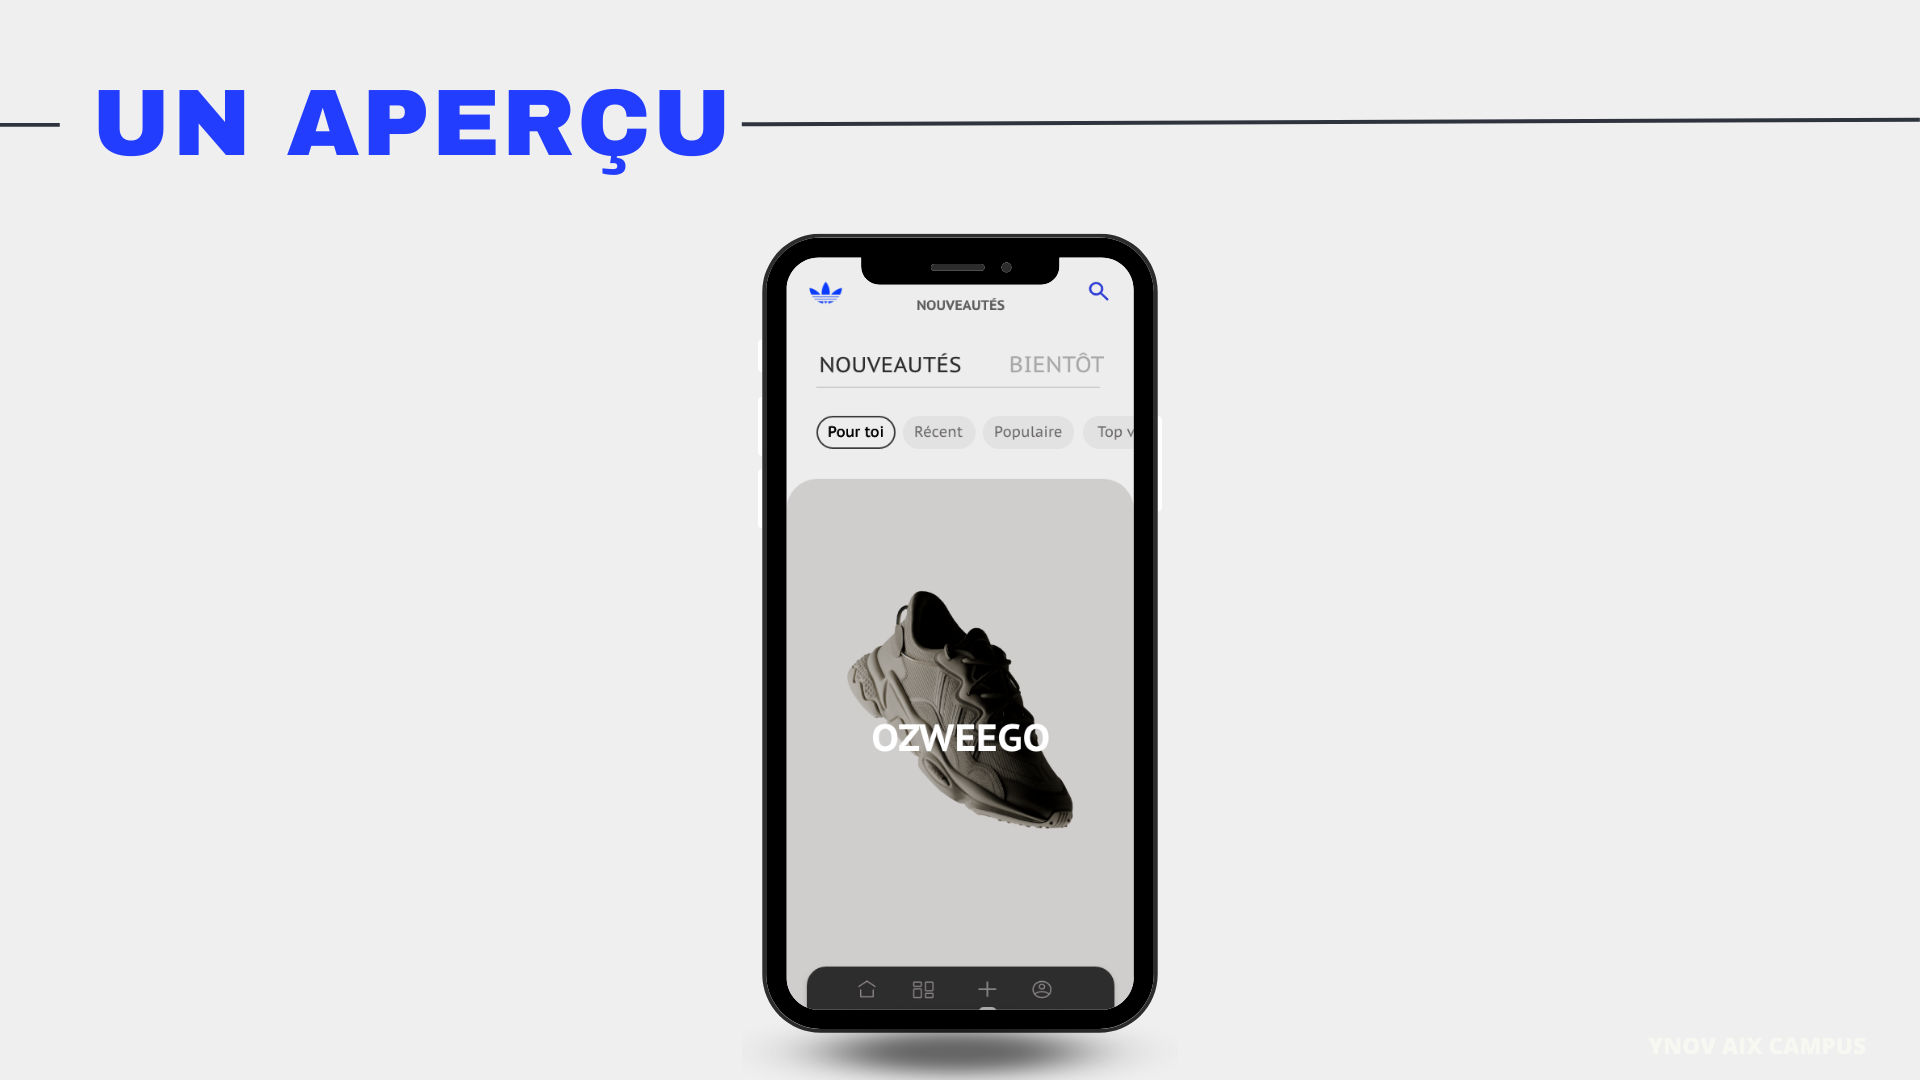 UN APERÇU
NOUVEAUTÉS
NOUVEAUTÉS BIENTÔT
Pour toi Récent Populaire Top v
OZWEEGO
YNOV AIX CAMPUS